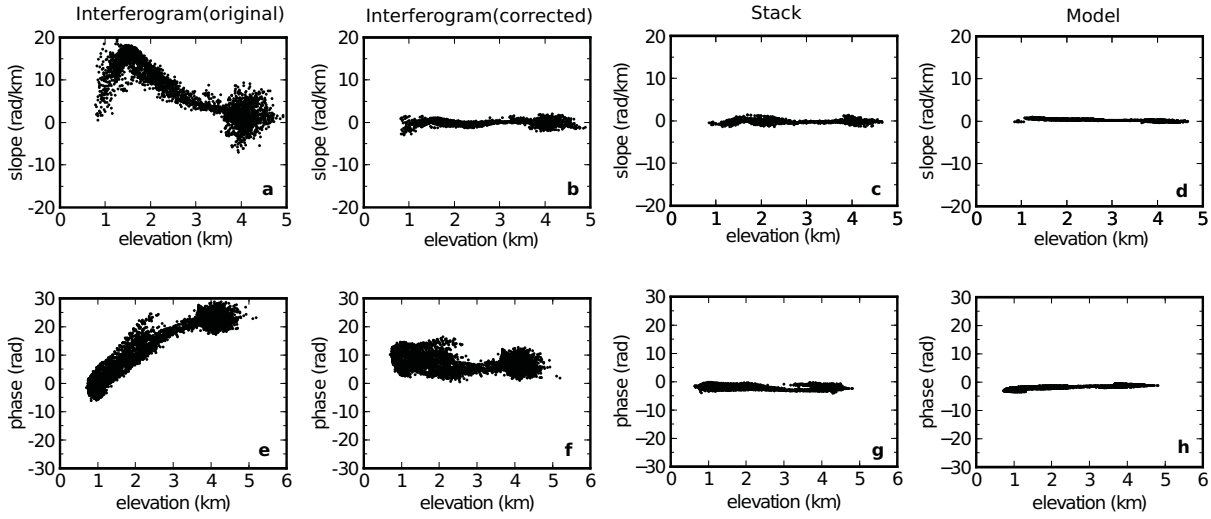 Interferogram(original)
Interferogram(corrected)
Stack
Model
20
10
0
-10
-20
slope (rad/km)
a
0 1 2 3 4 5
elevation (km)
20
10
0
-10
-20
slope (rad/km)
b
0 1 2 3 4 5
elevation (km)
20
10
0
−10
−20
slope (rad/km)
c
0 1 2 3 4 5
elevation (km)
20
10
0
−10
−20
slope (rad/km)
d
0 1 2 3 4 5
elevation (km)
30
20
10
0
-10
-20
-30
phase (rad)
e
0 1 2 3 4 5 6
elevation (km)
30
20
10
0
-10
-20
-30
phase (rad)
f
0 1 2 3 4 5 6
elevation (km)
30
20
10
0
−10
−20
−30
phase (rad)
g
0 1 2 3 4 5 6
elevation (km)
30
20
10
0
−10
−20
−30
phase (rad)
h
0 1 2 3 4 5 6
elevation (km)